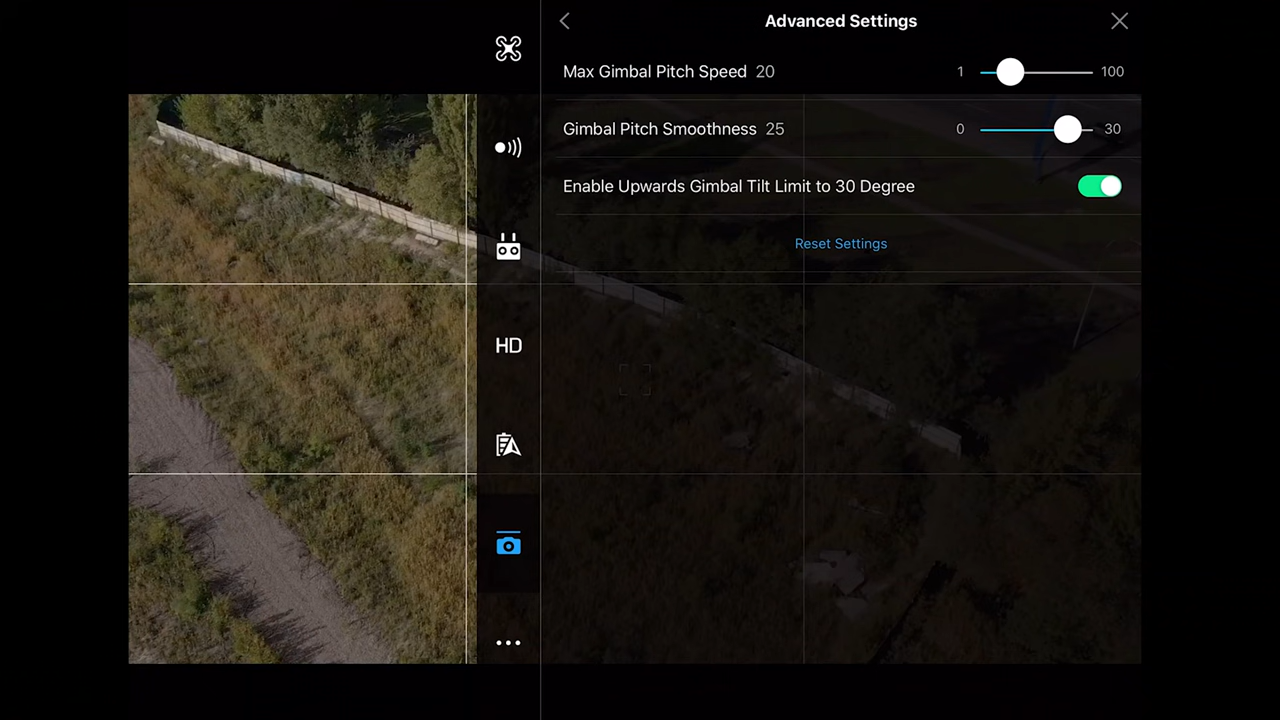 Advanced Settings
Max Gimbal Pitch Speed 20 1 100
Gimbal Pitch Smoothness 25 0 30
Enable Upwards Gimbal Tilt Limit to 30 Degree
Reset Settings
HD